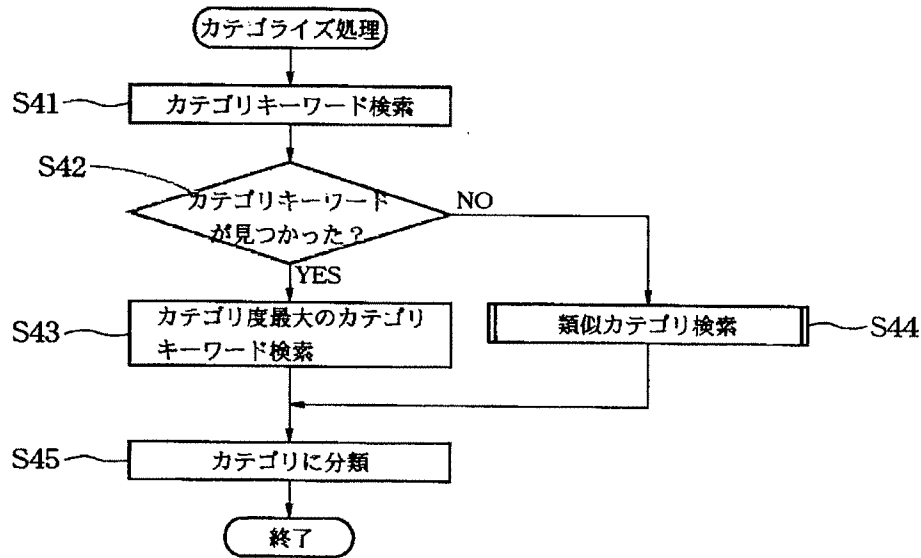 カテゴライズ処理
S41
カテゴリキーワード検索
S42
カテゴリキーワード
が見つかった?
NO
YES
S43
カテゴリ度最大のカテゴリ
キーワード検索
類似カテゴリ検索
S44
S45
カテゴリに分類
終了